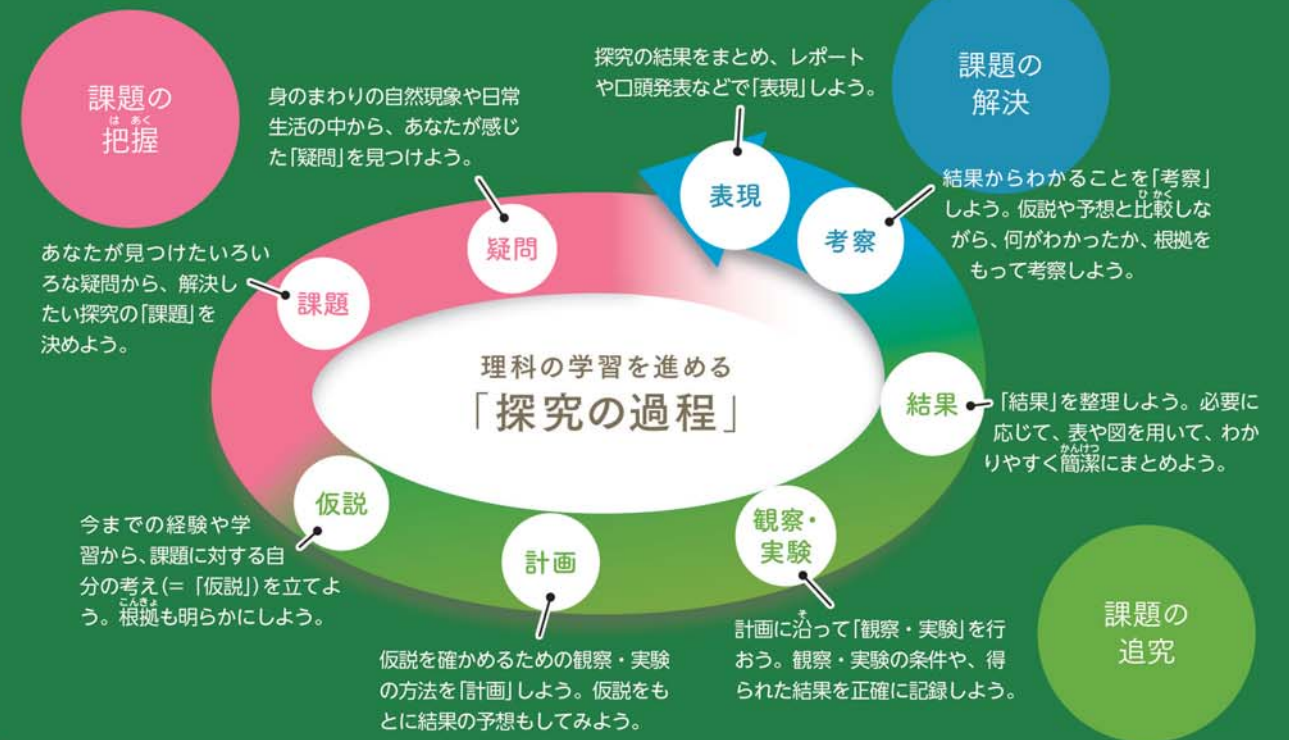 課題の
把握
はあく
身のまわりの自然現象や日常
生活の中から、あなたが感じ
た「疑問」を見つけよう。
疑問
あなたが見つけたいろい
ろな疑問から、解決し
たい探究の「課題」を
決めよう。
課題
今までの経験や学
習から、課題に対する自
分の考え(=「仮説」)を立てよ
う。根拠も明らかにしよう。
こんきょ
仮説
計画
仮説を確かめるための観察・実験
の方法を「計画」しよう。仮説をも
とに結果の予想もしてみよう。
観察・
実験
計画に沿って「観察・実験」を行
そ
おう。観察・実験の条件や、得
られた結果を正確に記録しよう。
結果
「結果」を整理しよう。必要に
応じて、表や図を用いて、わか
りやすく簡潔にまとめよう。
かんけつ
課題の
追究
考察
結果からわかることを「考察」
しよう。仮説や予想と比較しな
ひかく
がら、何がわかったか、根拠を
もって考察しよう。
表現
探究の結果をまとめ、レポート
や口頭発表などで「表現」しよう。
課題の
解決
理科の学習を進める
「探究の過程」